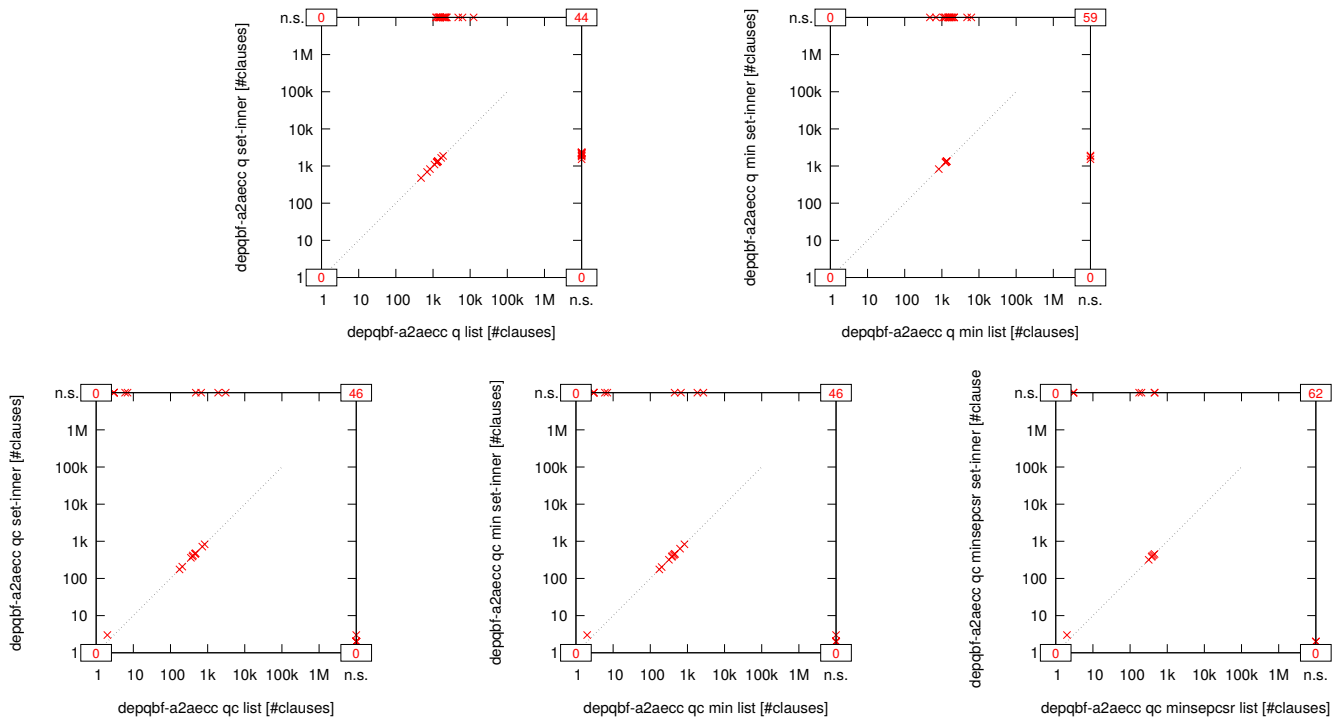 depqbf-a2aecc q set-inner [#clauses]
n.s.
1M
100k
10k
1k
100
10
1
0
44
0
0
1 10 100 1k 10k 100k 1M n.s.
depqbf-a2aecc q list [#clauses]
depqbf-a2aecc q min set-inner [#clauses]
n.s.
1M
100k
10k
1k
100
10
1
0
59
0
0
1 10 100 1k 10k 100k 1M n.s.
depqbf-a2aecc q min list [#clauses]
depqbf-a2aecc qc set-inner [#clauses]
n.s.
1M
100k
10k
1k
100
10
1
0
46
0
0
1 10 100 1k 10k 100k 1M n.s.
depqbf-a2aecc qc list [#clauses]
depqbf-a2aecc qc min set-inner [#clauses]
n.s.
1M
100k
10k
1k
100
10
1
0
46
0
0
1 10 100 1k 10k 100k 1M n.s.
depqbf-a2aecc qc min list [#clauses]
depqbf-a2aecc qc minsepcsr set-inner [#clause
n.s.
1M
100k
10k
1k
100
10
1
0
62
0
0
1 10 100 1k 10k 100k 1M n.s.
depqbf-a2aecc qc minsepcsr list [#clauses]